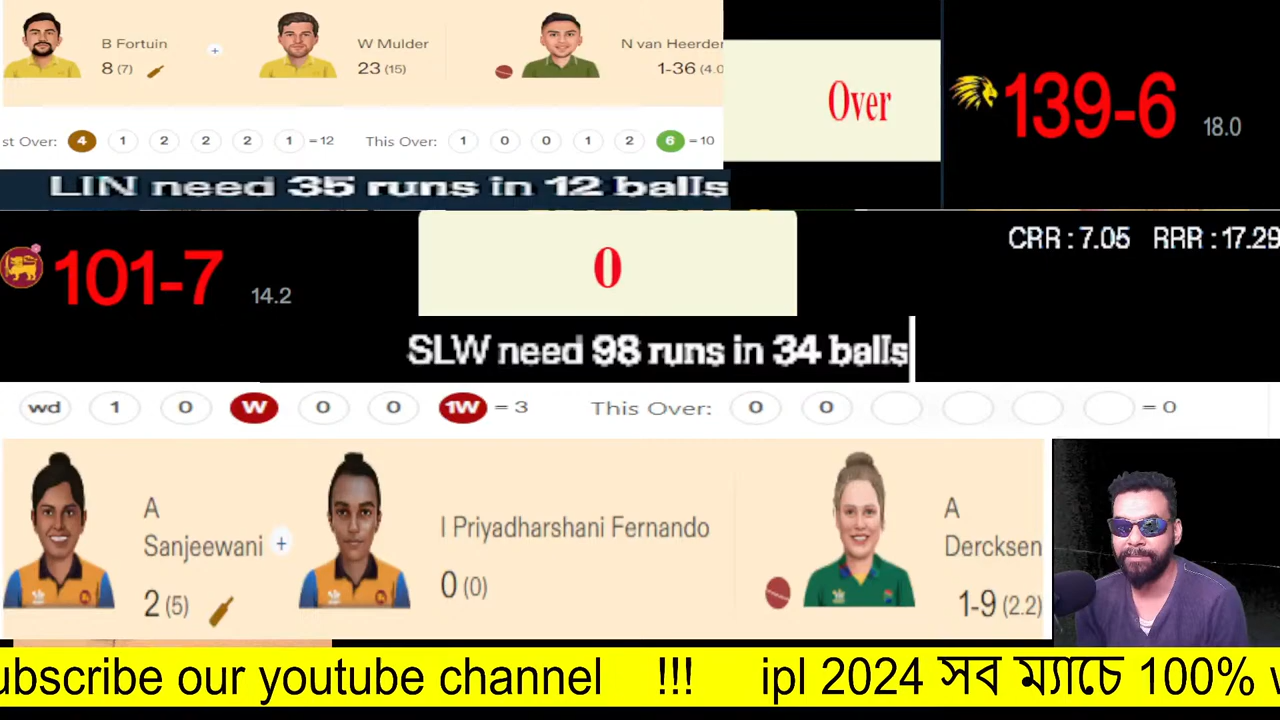 B Fortuin
8 (7)
+
W Mulder
23 (15)
N van Heerde
1-36 (4.0
st Over: 4 1 2 2 2 1 =12 This Over: 1 0 0 1 2 6 =10
Over
139-6 18.0
LIN need 35 runs in 12 balls
101-7 14.2
0
CRR : 7.05 RRR : 17.29
SLW need 98 runs in 34 balls
wd 1 0 W 0 0 1W = 3 This Over: 0 0 = 0
A
Sanjeewani
2 (5)
+
I Priyadharshani Fernando
0 (0)
A
Dercksen
1-9 (2.2)
ubscribe our youtube channel !!! ipl 2024 সব ম্যাচে 100%